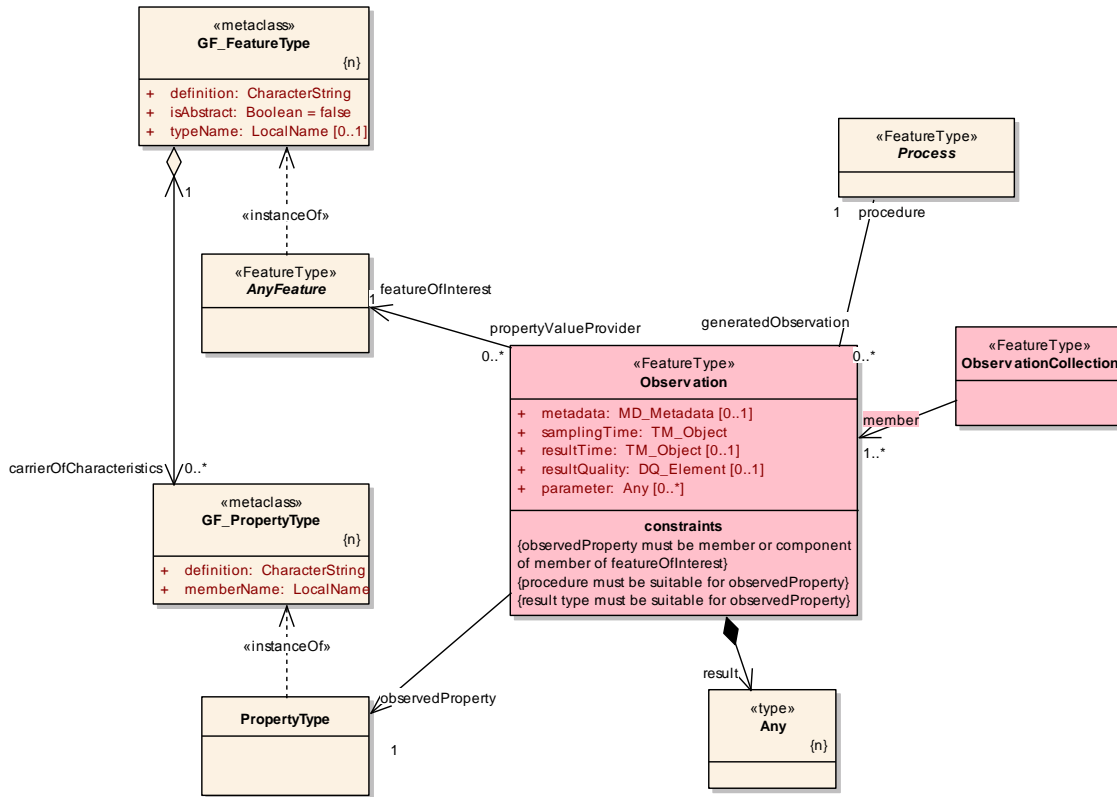 «metaclass»
GF_FeatureType
{n}
+ definition: CharacterString
+ isAbstract: Boolean = false
+ typeName: LocalName [0..1]
1
«instanceOf»
«FeatureType»
AnyFeature
featureOfInterest
1
propertyValueProvider
0..*
«FeatureType»
Process
1 procedure
generatedObservation
0..*
«FeatureType»
Observation
+ metadata: MD_Metadata [0..1]
+ samplingTime: TM_Object
+ resultTime: TM_Object [0..1]
+ resultQuality: DQ_Element [0..1]
+ parameter: Any [0..*]
constraints
{observedProperty must be member or component
of member of featureOfInterest}
{procedure must be suitable for observedProperty}
{result type must be suitable for observedProperty}
«FeatureType»
ObservationCollection
member
1..*
carrierOfCharacteristics
0..*
«metaclass»
GF_PropertyType
{n}
+ definition: CharacterString
+ memberName: LocalName
«instanceOf»
PropertyType
observedProperty
1
result
«type»
Any
{n}